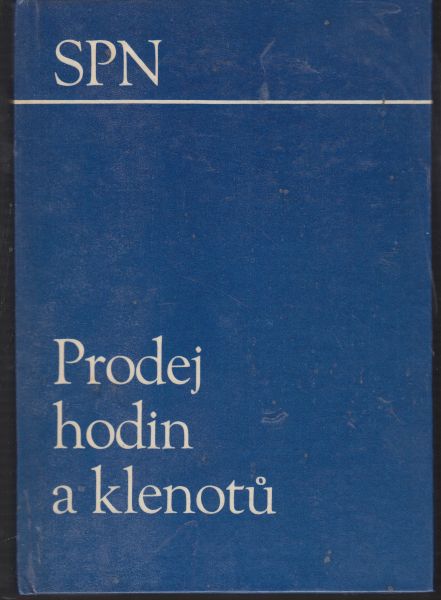 SPN
Prodej
hodin
a klenotů